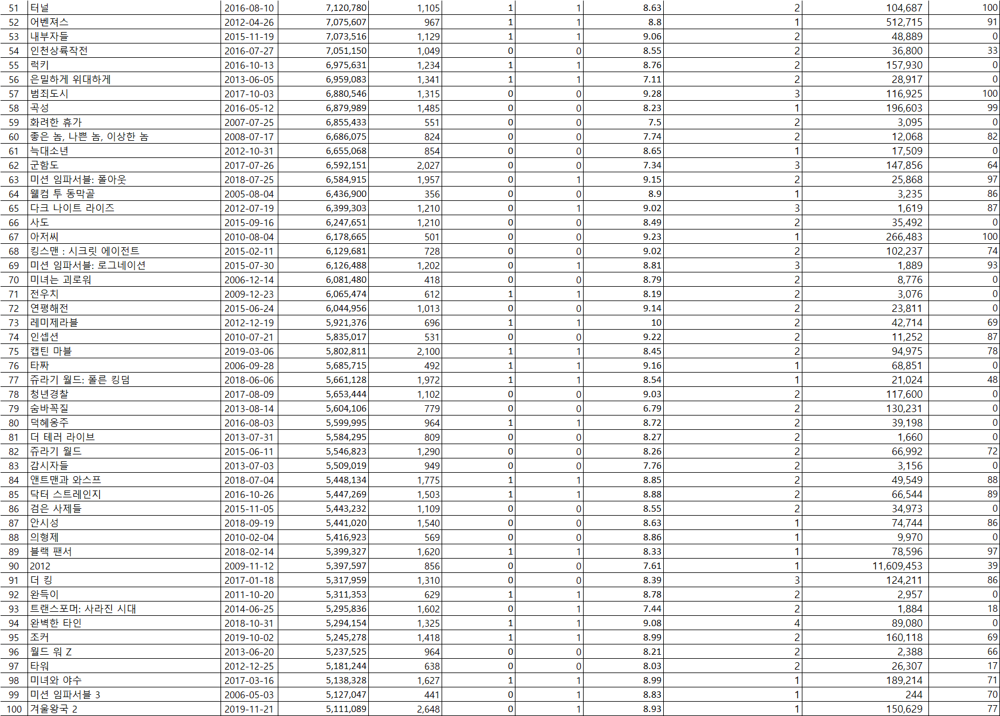 51 터널 2016-08-10 7,120,780 1,105 1 1 8.63 2 104,687 100
52 어벤져스 2012-04-26 7,075,607 967 1 1 8.8 1 512,715 91
53 내부자들 2015-11-19 7,073,516 1,129 1 1 9.06 2 48,889 0
54 인천상륙작전 2016-07-27 7,051,150 1,049 0 0 8.55 2 36,800 33
55 럭키 2016-10-13 6,975,631 1,234 1 1 8.76 2 157,930 0
56 은밀하게 위대하게 2013-06-05 6,959,083 1,341 1 1 7.11 2 28,917 0
57 범죄도시 2017-10-03 6,880,546 1,315 0 0 9.28 3 116,925 100
58 곡성 2016-05-12 6,879,989 1,485 0 0 8.23 1 196,603 99
59 화려한 휴가 2007-07-25 6,855,433 551 0 0 7.5 2 3,095 0
60 좋은 놈, 나쁜 놈, 이상한 놈 2008-07-17 6,686,075 824 0 0 7.74 2 12,068 82
61 늑대소년 2012-10-31 6,655,068 854 0 0 8.65 1 17,509 0
62 군함도 2017-07-26 6,592,151 2,027 0 0 7.34 3 147,856 64
63 미션 임파서블: 폴아웃 2018-07-25 6,584,915 1,957 0 1 9.15 2 25,868 97
64 웰컴 투 동막골 2005-08-04 6,436,900 356 0 0 8.9 1 3,235 86
65 다크 나이트 라이즈 2012-07-19 6,399,303 1,210 0 1 9.02 3 1,619 87
66 사도 2015-09-16 6,247,651 1,210 0 0 8.49 2 35,492 0
67 아저씨 2010-08-04 6,178,665 501 0 0 9.23 1 266,483 100
68 킹스맨 : 시크릿 에이전트 2015-02-11 6,129,681 728 0 0 9.02 2 102,237 74
69 미션 임파서블: 로그네이션 2015-07-30 6,126,488 1,202 0 1 8.81 3 1,889 93
70 미녀는 괴로워 2006-12-14 6,081,480 418 0 0 8.79 2 8,776 0
71 전우치 2009-12-23 6,065,474 612 1 1 8.19 2 3,076 0
72 연평해전 2015-06-24 6,044,956 1,013 0 0 9.14 2 23,811 0
73 레미제라블 2012-12-19 5,921,376 696 1 1 10 2 42,714 69
74 인셉션 2010-07-21 5,835,017 531 0 0 9.22 2 11,252 87
75 캡틴 마블 2019-03-06 5,802,811 2,100 1 1 8.45 2 94,975 78
76 타짜 2006-09-28 5,685,715 492 1 1 9.16 1 68,851 0
77 쥬라기 월드: 폴른 킹덤 2018-06-06 5,661,128 1,972 1 1 8.54 1 21,024 48
78 청년경찰 2017-08-09 5,653,444 1,102 0 0 9.03 2 117,600 0
79 숨바꼭질 2013-08-14 5,604,106 779 0 0 6.79 2 130,231 0
80 덕혜옹주 2016-08-03 5,599,995 964 1 1 8.72 2 39,198 0
81 더 테러 라이브 2013-07-31 5,584,295 809 0 0 8.27 2 1,660 0
82 쥬라기 월드 2015-06-11 5,546,823 1,290 0 0 8.26 2 66,992 72
83 감시자들 2013-07-03 5,509,019 949 0 0 7.76 2 3,156 0
84 앤트맨과 와스프 2018-07-04 5,448,134 1,775 1 1 8.85 2 49,549 88
85 닥터 스트레인지 2016-10-26 5,447,269 1,503 1 1 8.88 2 66,544 89
86 검은 사제들 2015-11-05 5,443,232 1,109 0 0 8.55 2 34,973 0
87 안시성 2018-09-19 5,441,020 1,540 0 0 8.63 1 74,744 86
88 의형제 2010-02-04 5,416,923 569 0 0 8.86 1 9,970 0
89 블랙 팬서 2018-02-14 5,399,327 1,620 1 1 8.33 1 78,596 97
90 2012 2009-11-12 5,397,597 856 0 0 7.61 1 11,609,453 39
91 더 킹 2017-01-18 5,317,959 1,310 0 0 8.39 3 124,211 86
92 완득이 2011-10-20 5,311,353 629 1 1 8.78 2 2,957 0
93 트랜스포머: 사라진 시대 2014-06-25 5,295,836 1,602 0 1 7.44 2 1,884 18
94 완벽한 타인 2018-10-31 5,294,154 1,325 1 1 9.08 4 89,080 0
95 조커 2019-10-02 5,245,278 1,418 1 1 8.99 2 160,118 69
96 월드 워 Z 2013-06-20 5,237,525 964 0 0 8.21 2 2,388 66
97 타워 2012-12-25 5,181,244 638 0 0 8.03 2 26,307 17
98 미녀와 야수 2017-03-16 5,138,328 1,627 1 1 8.99 1 189,214 71
99 미션 임파서블 3 2006-05-03 5,127,047 441 0 1 8.83 1 244 70
100 겨울왕국 2 2019-11-21 5,111,089 2,648 0 1 8.93 1 150,629 77